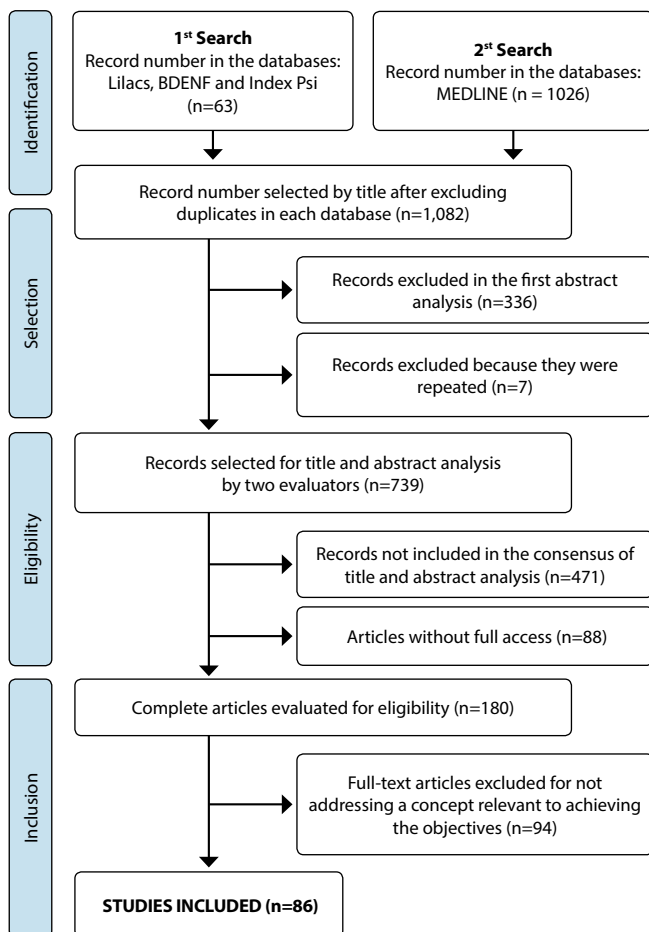 Identification
1st Search
Record number in the databases:
Lilacs, BDENF and Index Psi
(n=63)
2st Search
Record number in the databases:
MEDLINE (n = 1026)
Record number selected by title after excluding
duplicates in each database (n=1,082)
Selection
Records excluded in the first abstract
analysis (n=336)
Records excluded because they were
repeated (n=7)
Eligibility
Records selected for title and abstract analysis
by two evaluators (n=739)
Records not included in the consensus of
title and abstract analysis (n=471)
Articles without full access (n=88)
Inclusion
Complete articles evaluated for eligibility (n=180)
Full-text articles excluded for not
addressing a concept relevant to achieving
the objectives (n=94)
STUDIES INCLUDED (n=86)